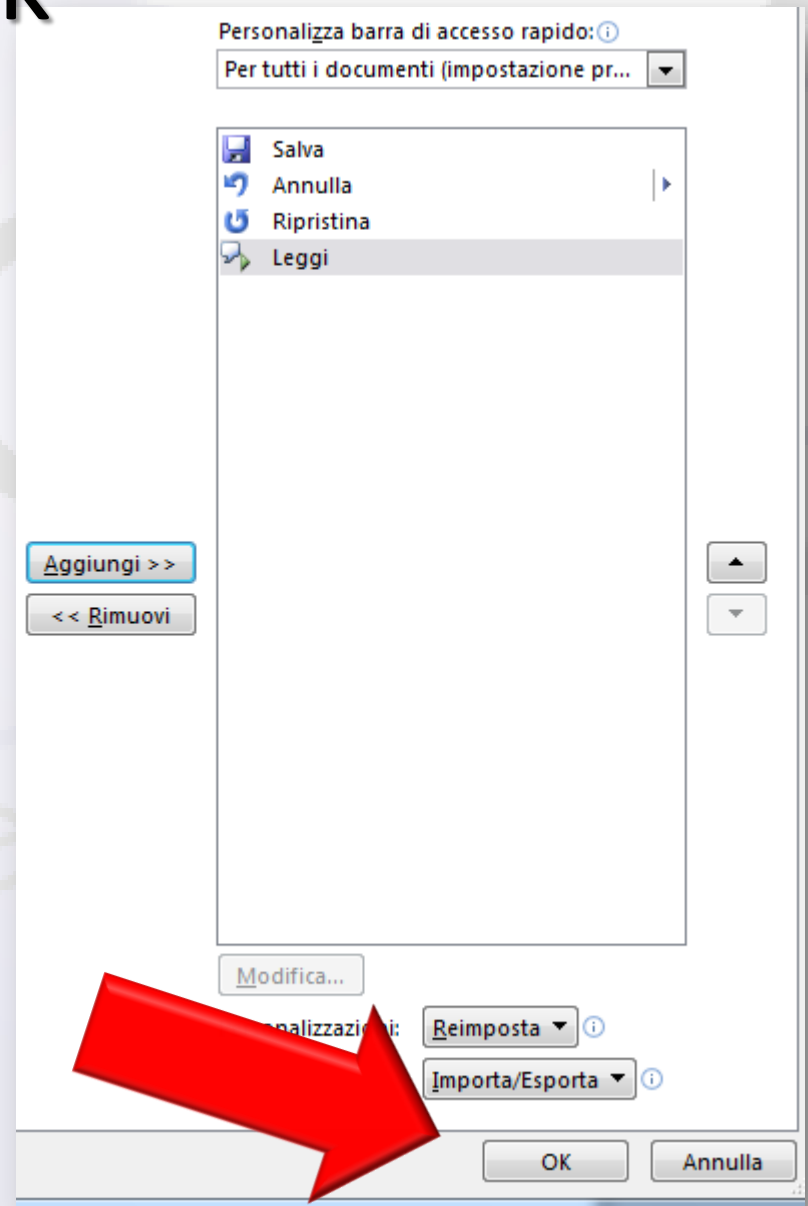 Personalizza barra di accesso rapido:
Per tutti i documenti (impostazione pr...
Salva
Annulla
Ripristina
Leggi
Aggiungi >>
<< Rimuovi
Modifica...
Reimposta
Importa/Esporta
OK
Annulla